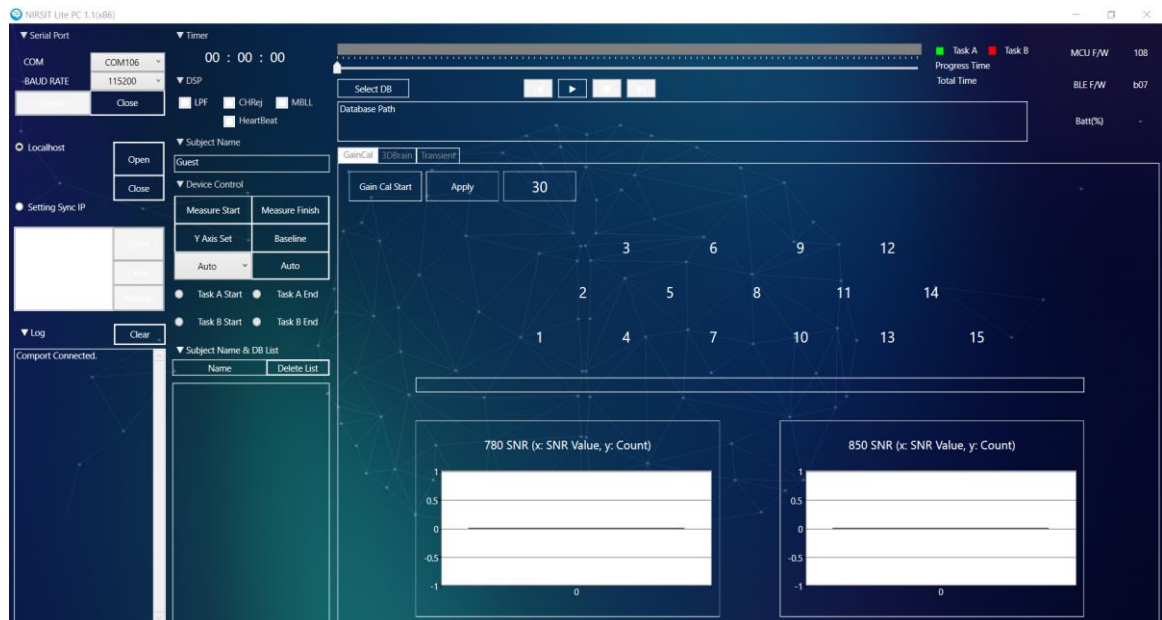 NIRSIT Lite PC 1.1(x86)
▼ Serial Port
COM COM106
BAUD RATE 115200
Close
Localhost
Open
Close
Setting Sync IP
▼ Log Clear
Comport Connected.
▼ Timer
00 : 00 : 00
▼ DSP
LPF CHRej MBLL
HeartBeat
▼ Subject Name
Guest
▼ Device Control
Measure Start Measure Finish
Y Axis Set Baseline
Auto Auto
Task A Start Task A End
Task B Start Task B End
▼ Subject Name & DB List
Name Delete List
Task A Task B
Progress Time
Total Time
MCU F/W 108
BLE F/W b07
Batt(%) -
Select DB
Database Path
GainCal 3DBrain Transient
Gain Cal Start Apply 30
3 6 9 12
2 5 8 11 14
1 4 7 10 13 15
780 SNR (x: SNR Value, y: Count)
1
0.5
0
-0.5
-1
0
850 SNR (x: SNR Value, y: Count)
1
0.5
0
-0.5
-1
0